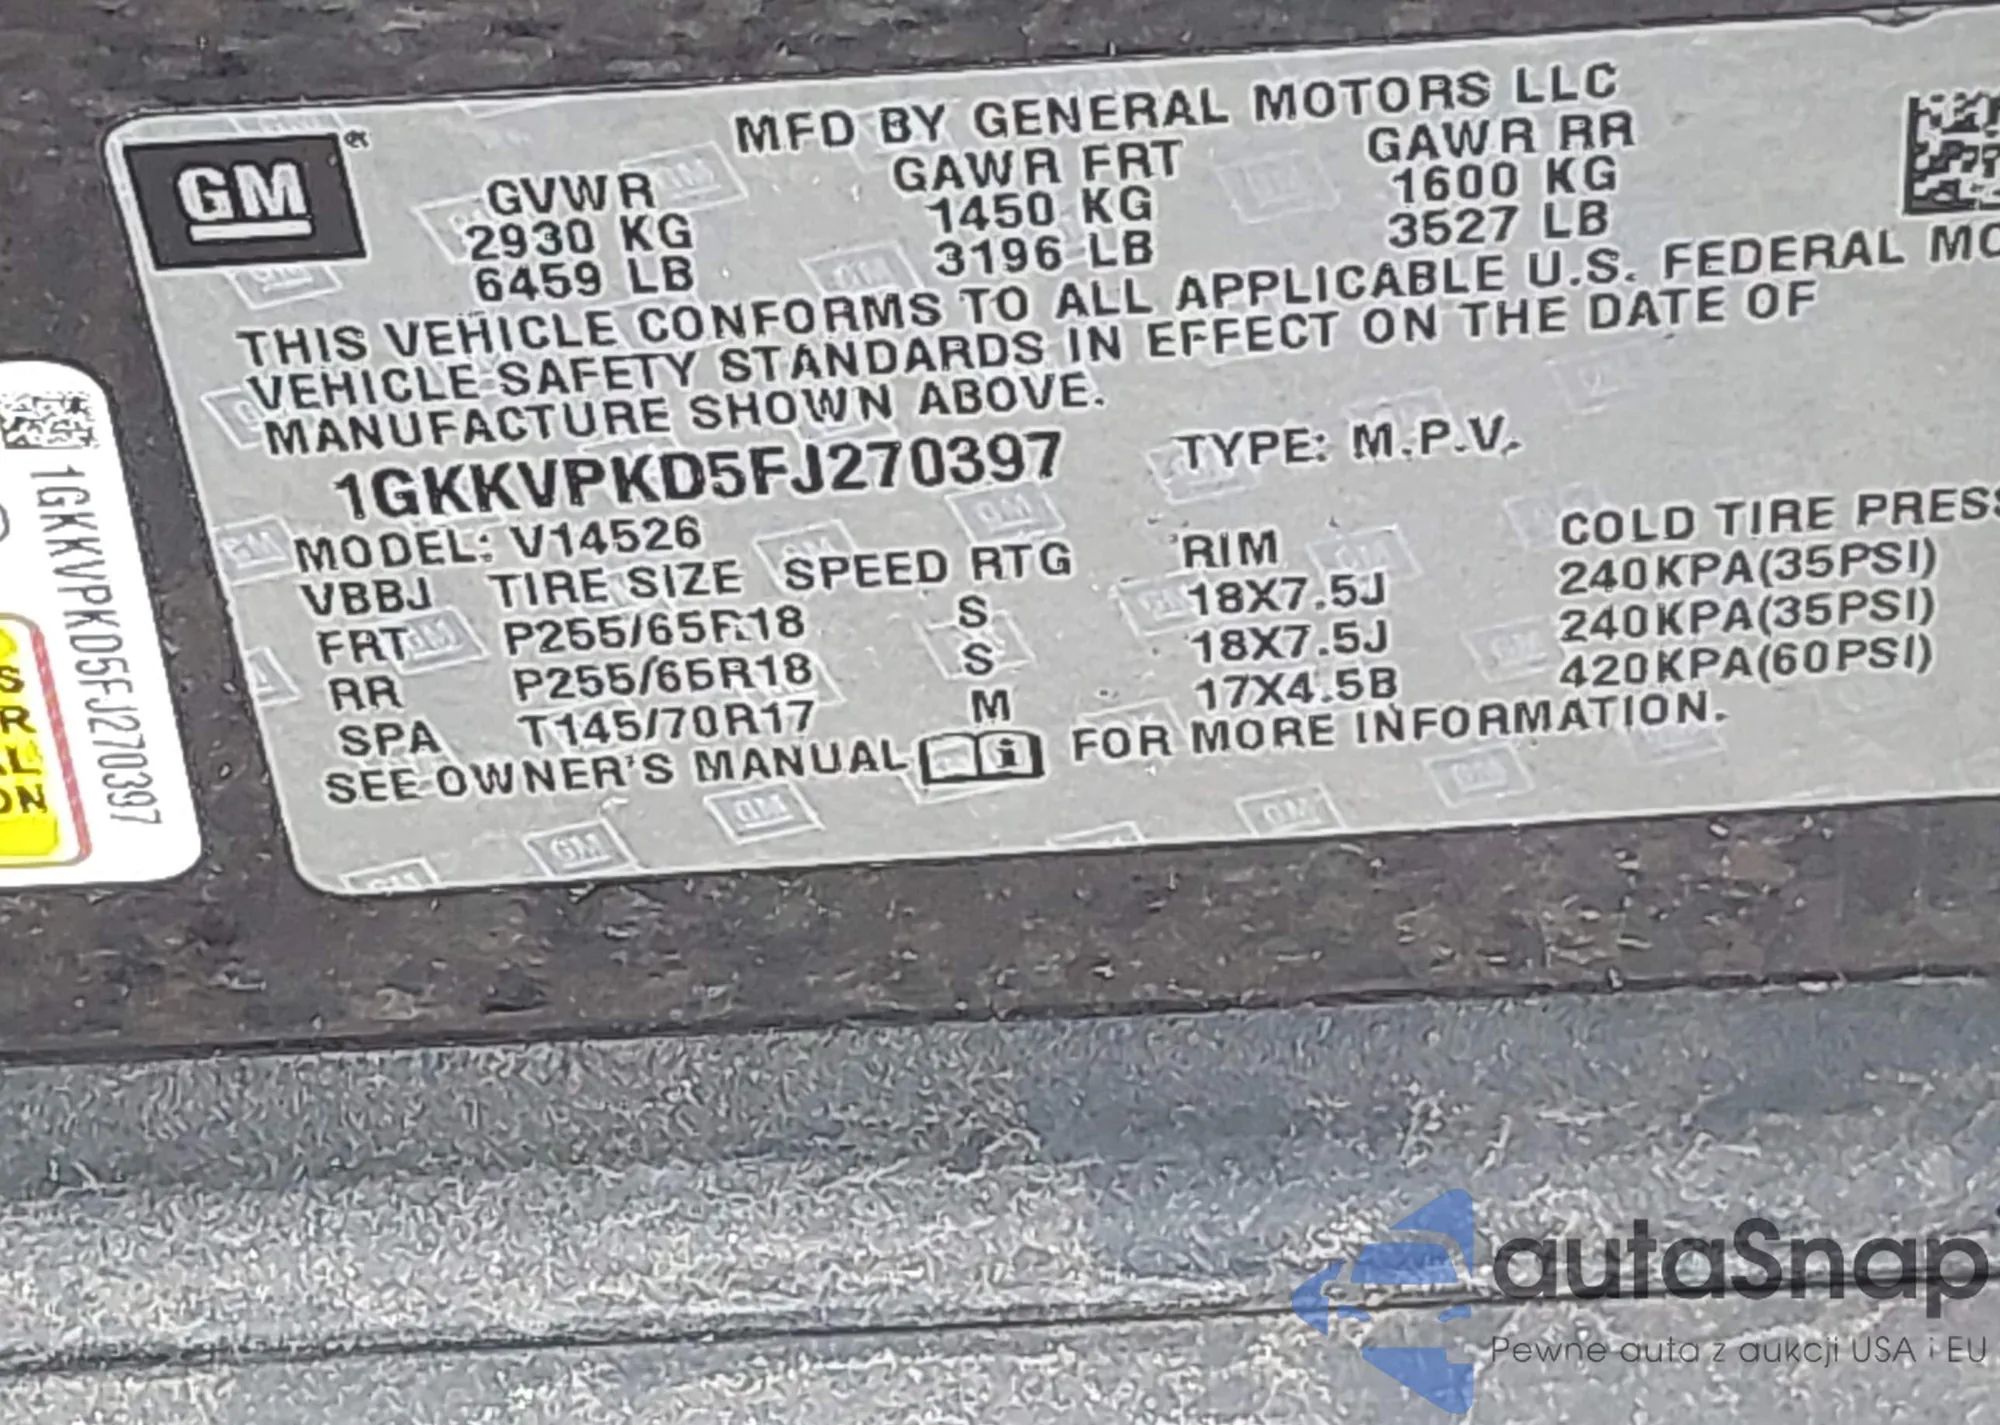 MFD BY GENERAL MOTORS LLC
GM
GVWR GAWR FRT GAWR RR
2930 KG 1450 KG 1600 KG
6459 LB 3196 LB 3527 LB
THIS VEHICLE CONFORMS TO ALL APPLICABLE U.S. FEDERAL
VEHICLE SAFETY STANDARDS IN EFFECT ON THE DATE OF
MANUFACTURE SHOWN ABOVE.
1GKKVPKD5FJ270397 TYPE: M.P.V.
MODEL: V14526
VBBJ TIRE SIZE SPEED RTG RIM COLD TIRE PRESS
FRT P255/65R18 S 18X7.5J 240KPA(35PSI)
RR P255/65R18 S 18X7.5J 240KPA(35PSI)
SPA T145/70R17 M 17X4.5B 420KPA(60PSI)
SEE OWNER'S MANUAL FOR MORE INFORMATION.
1GKKVPKD5FJ270397
autaSnap
Pewne auta z aukcji USA i EU